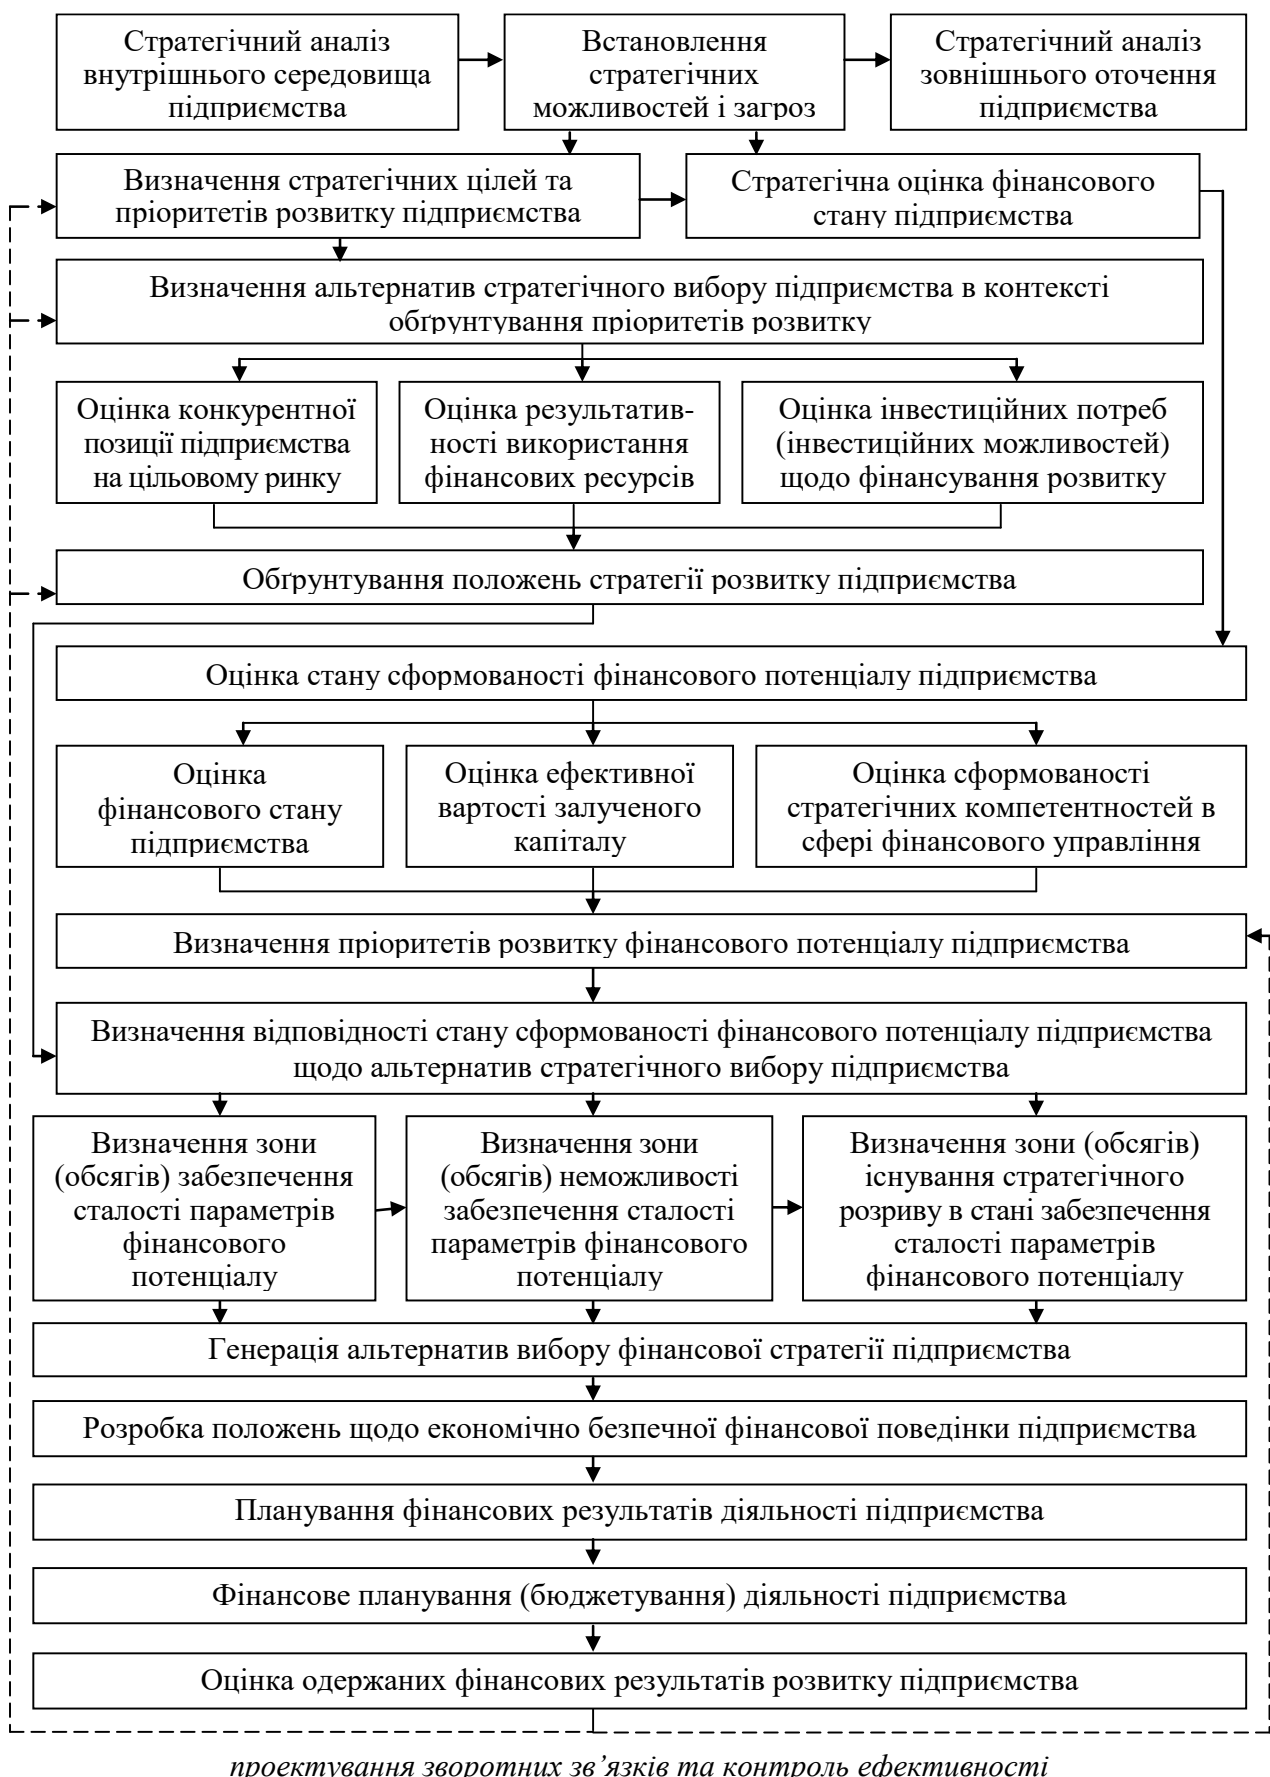 Стратегічний аналіз
внутрішнього середовища
підприємства
Встановлення
стратегічних
можливостей і загроз
Стратегічний аналіз
зовнішнього оточення
підприємства
Визначення стратегічних цілей та
пріоритетів розвитку підприємства
Стратегічна оцінка фінансового
стану підприємства
Визначення альтернатив стратегічного вибору підприємства в контексті
обґрунтування пріоритетів розвитку
Оцінка конкурентної
позиції підприємства
на цільовому ринку
Оцінка результатив-
ності використання
фінансових ресурсів
Оцінка інвестиційних потреб
(інвестиційних можливостей)
щодо фінансування розвитку
Обґрунтування положень стратегії розвитку підприємства
Оцінка стану сформованості фінансового потенціалу підприємства
Оцінка
фінансового стану
підприємства
Оцінка ефективної
вартості залученого
капіталу
Оцінка сформованості
стратегічних компетентностей в
сфері фінансового управління
Визначення пріоритетів розвитку фінансового потенціалу підприємства
Визначення відповідності стану сформованості фінансового потенціалу підприємства
щодо альтернатив стратегічного вибору підприємства
Визначення зони
(обсягів) забезпечення
сталості параметрів
фінансового
потенціалу
Визначення зони
(обсягів) неможливості
забезпечення сталості
параметрів фінансового
потенціалу
Визначення зони (обсягів)
існування стратегічного
розриву в стані забезпечення
сталості параметрів
фінансового потенціалу
Генерація альтернатив вибору фінансової стратегії підприємства
Розробка положень щодо економічно безпечної фінансової поведінки підприємства
Планування фінансових результатів діяльності підприємства
Фінансове планування (бюджетування) діяльності підприємства
Оцінка одержаних фінансових результатів розвитку підприємства
проектування зворотних зв’язків та контроль ефективності